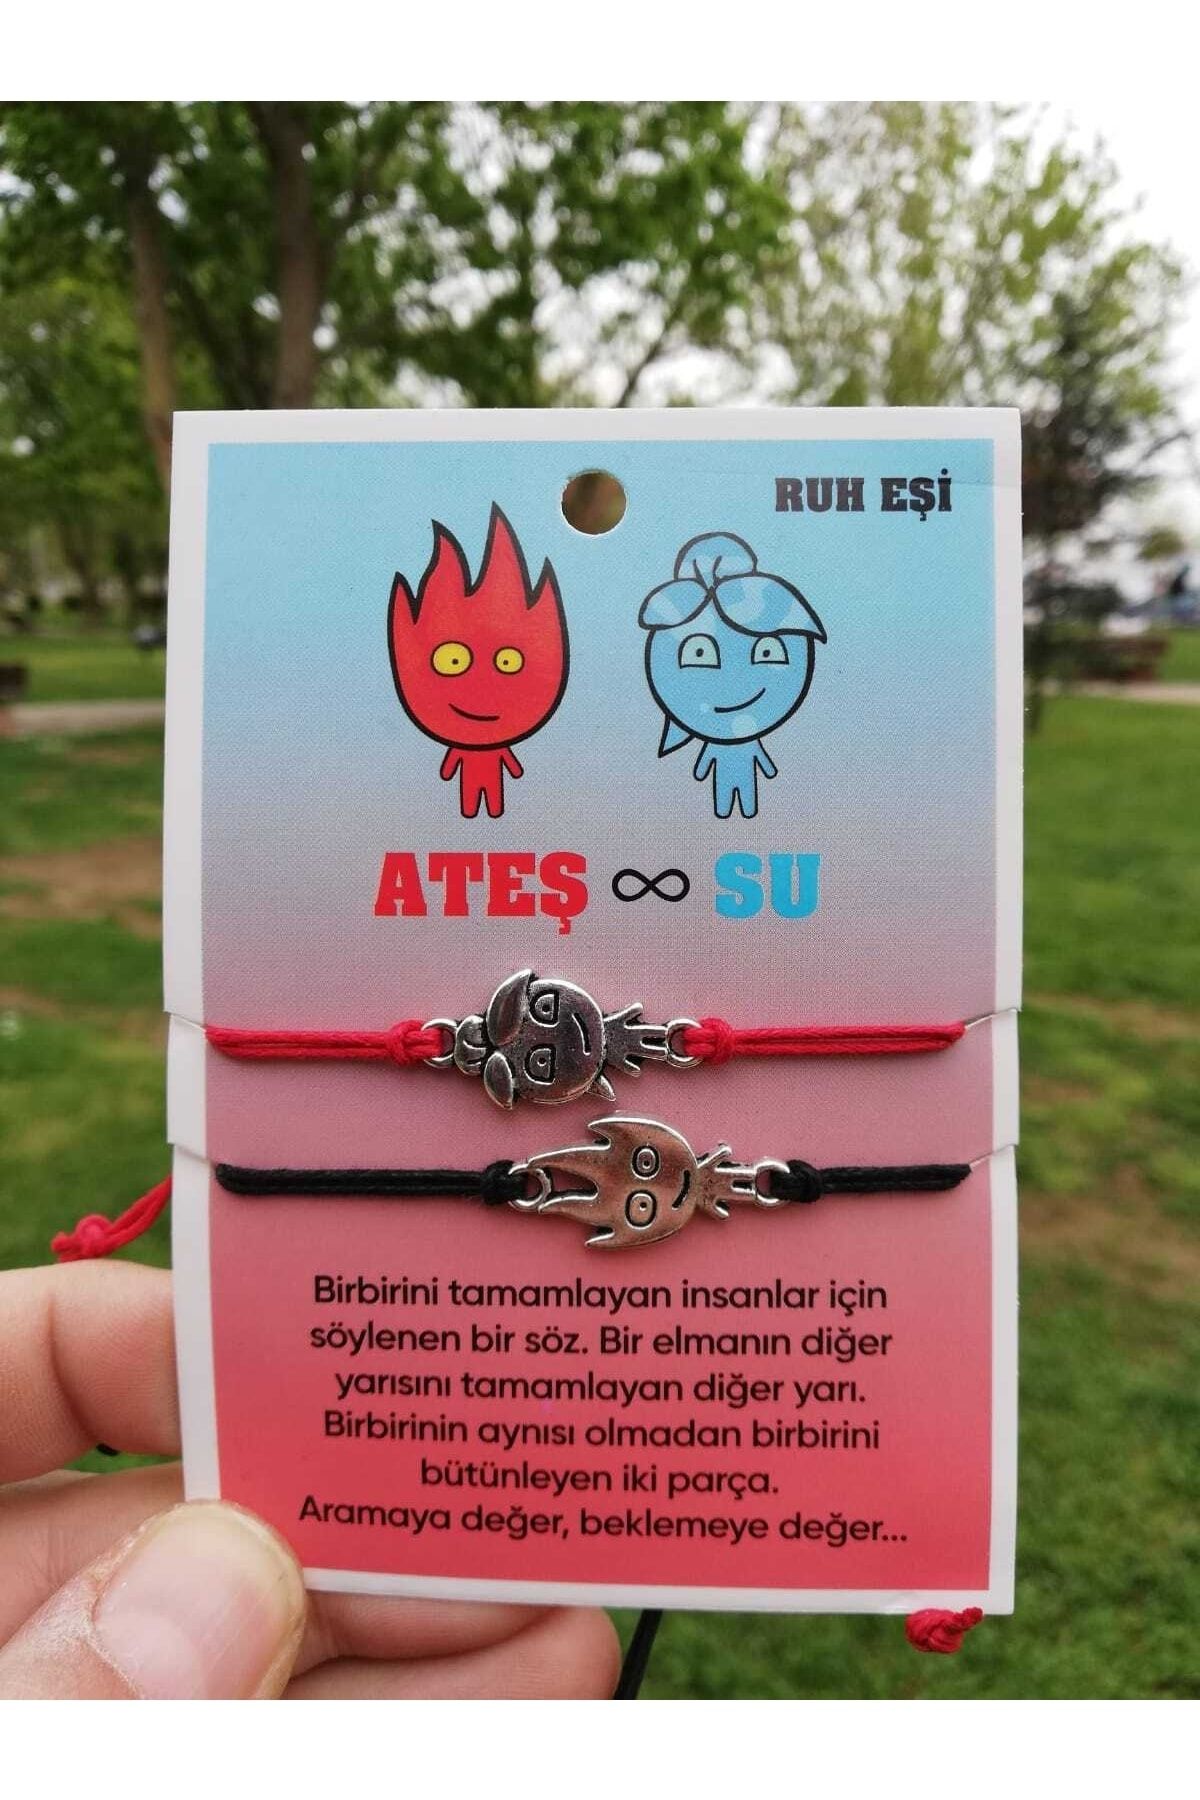 RUH EŞİ
ATEŞ ∞ SU
Birbirini tamamlayan insanlar için
söylenen bir söz. Bir elmanın diğer
yarısını tamamlayan diğer yarı.
Birbirinin aynısı olmadan birbirini
bütünleyen iki parça.
Aramaya değer, beklemeye değer...